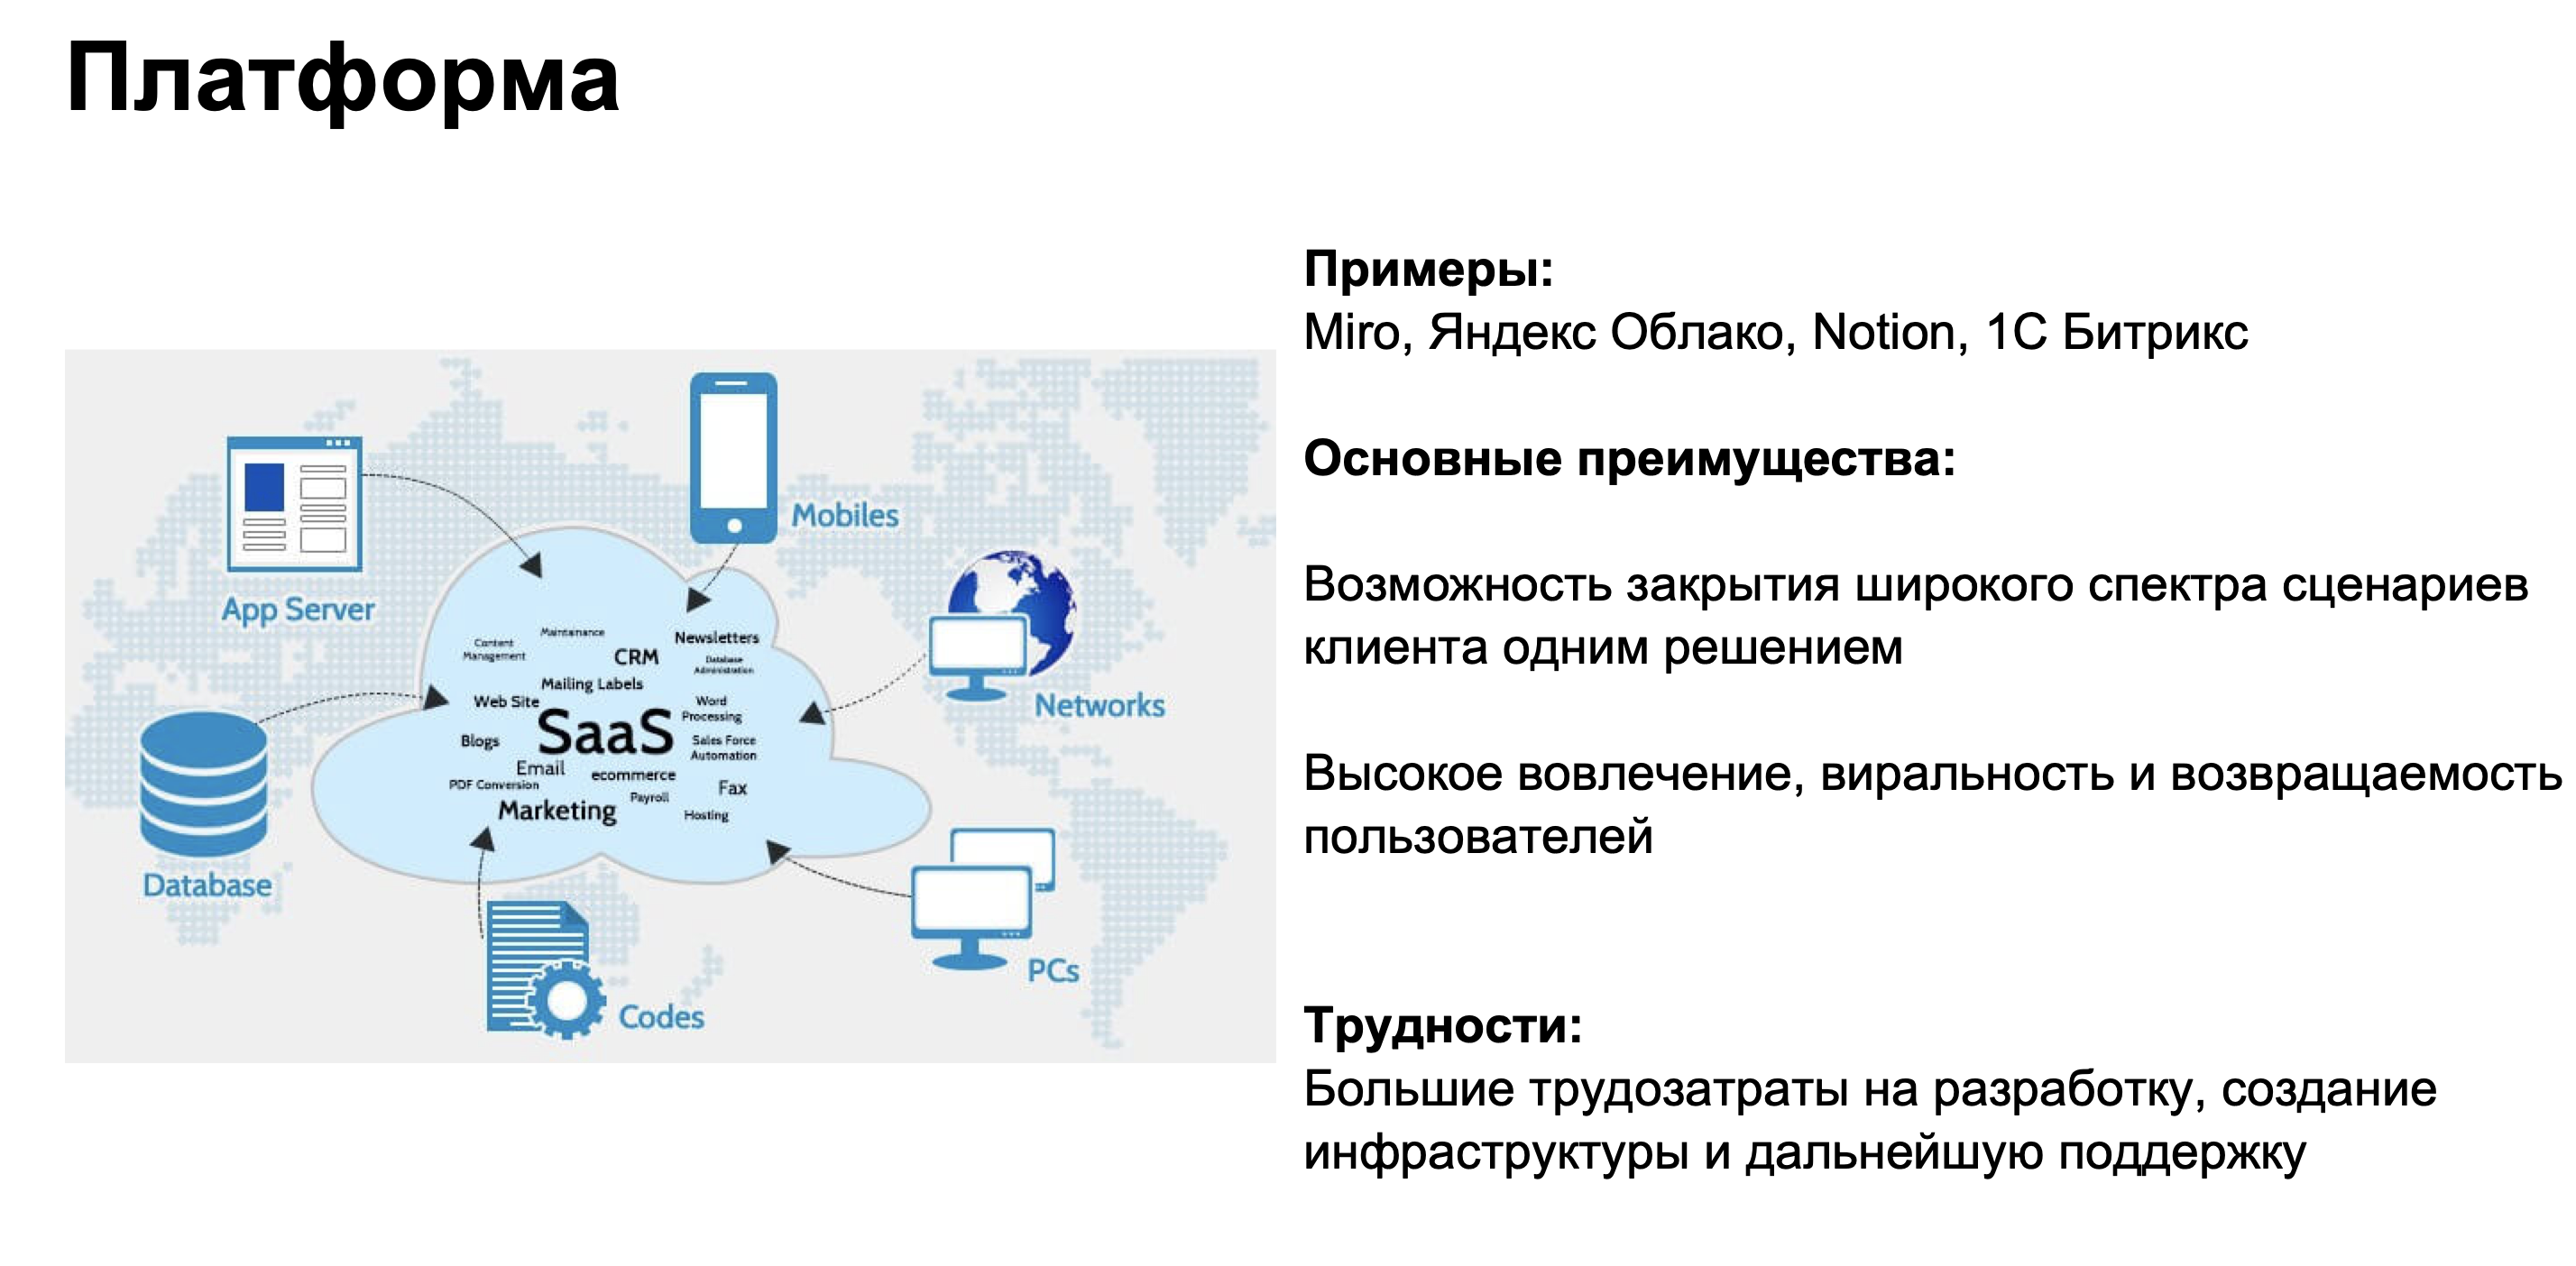 Платформа
Примеры:
Miro, Яндекс Облако, Notion, 1С Битрикс
Основные преимущества:
Возможность закрытия широкого спектра сценариев
клиента одним решением
Высокое вовлечение, виральность и возвращаемость
пользователей
Трудности:
Большие трудозатраты на разработку, создание
инфраструктуры и дальнейшую поддержку
Mobiles
App Server
Networks
Database
PCs
Codes
Maintainance
Content
Management
CRM
Newsletters
Database
Administration
Mailing Labels
Web Site
Word
Processing
SaaS
Blogs
Sales Force
Automation
Email
ecommerce
PDF Conversion
Payroll
Fax
Marketing
Hosting